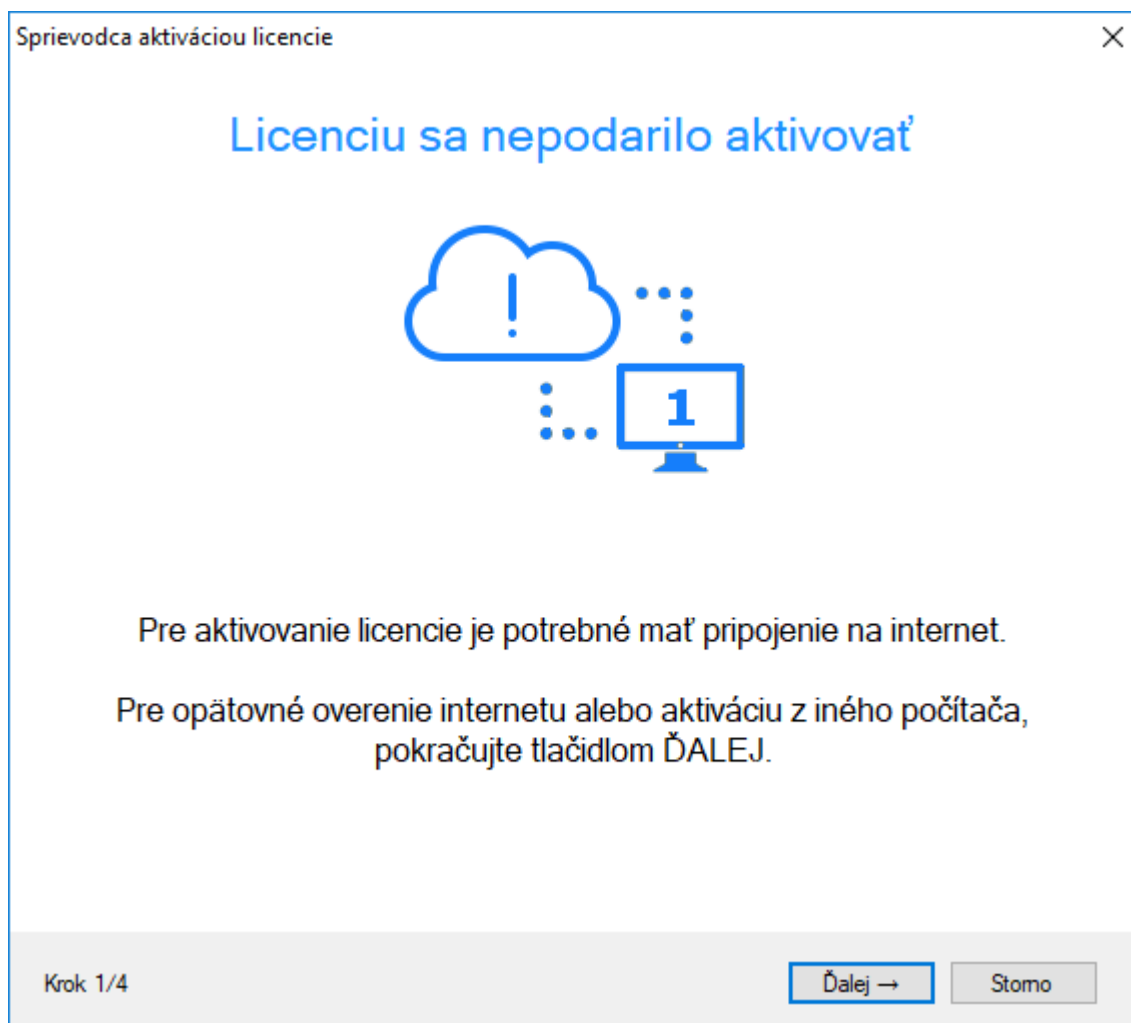 Sprievodca aktiváciou licencie
Licenciu sa nepodarilo aktivovať
!
1
Pre aktivovanie licencie je potrebné mať pripojenie na internet.
Pre opätovné overenie internetu alebo aktiváciu z iného počítača,
pokračujte tlačidlom ĎALEJ.
Krok 1/4
Ďalej →
Storno